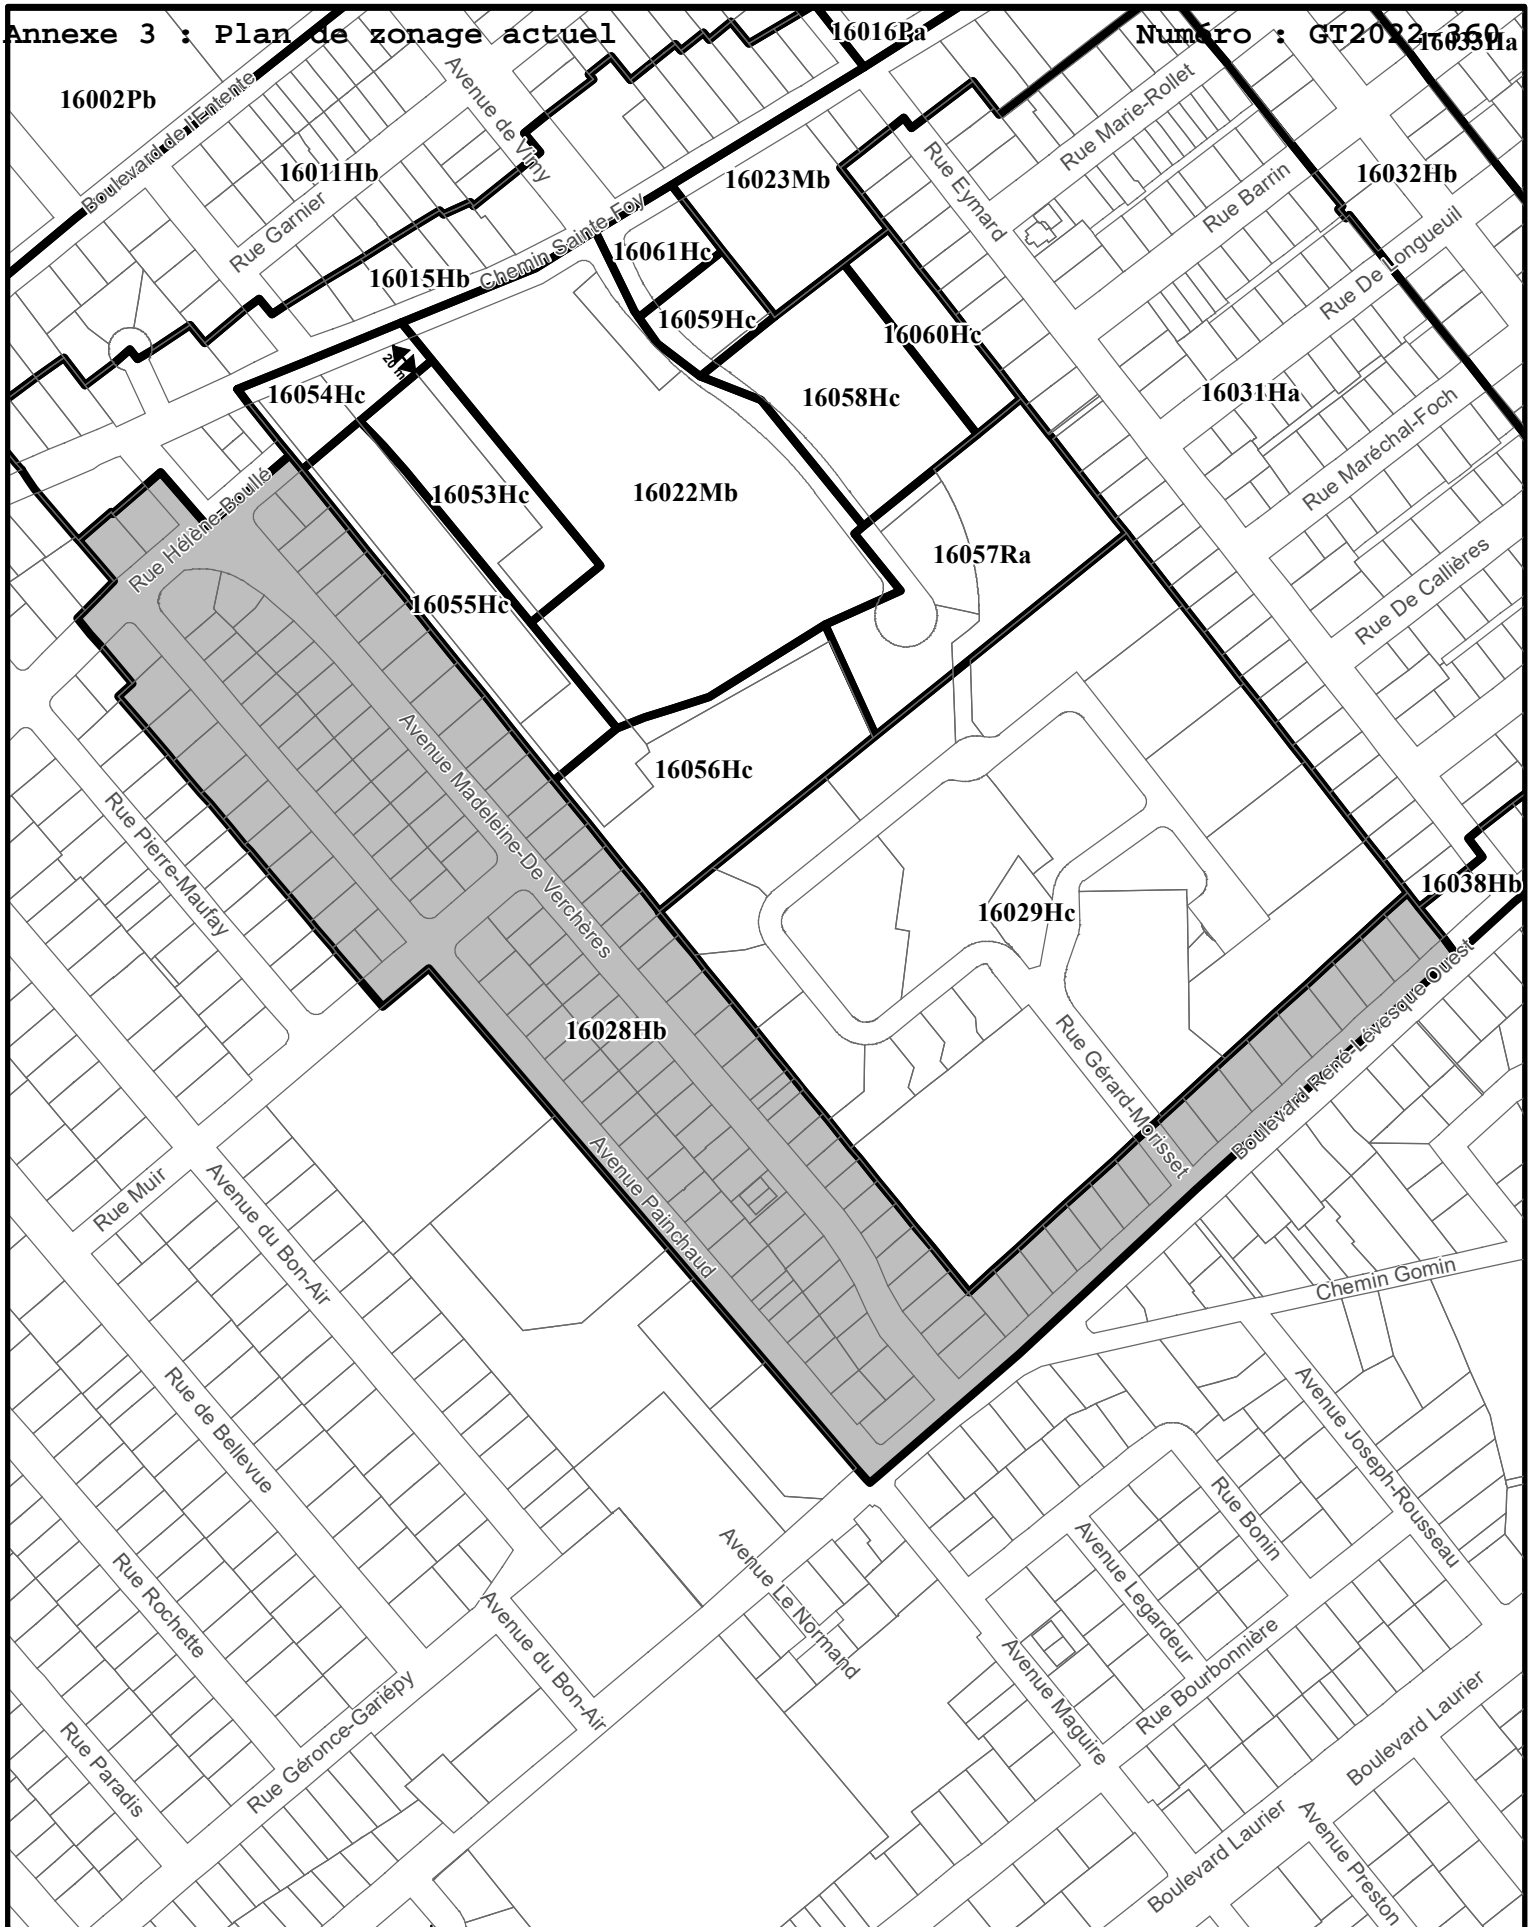 Annexe 3 : Plan de zonage actuel
Numéro : GT2022-360
16016Pa
16033Ha
16002Pb
Boulevard de l'Entente
Avenue de Vimy
Rue Marie-Rollet
16011Hb
Rue Garnier
16023Mb
Rue Eymard
Rue Barrin
16032Hb
16061Hc
16015Hb
Chemin Sainte-Foy
Rue De Longueuil
16059Hc
16060Hc
20 m
16054Hc
16058Hc
16031Ha
Rue Maréchal-Foch
16053Hc
16022Mb
Rue Hélène-Boullé
16057Ra
16055Hc
Rue De Callières
Avenue Madeleine-De Verchères
16056Hc
Rue Pierre-Maufay
16038Hb
16029Hc
16028Hb
Boulevard René-Lévesque Ouest
Rue Gérard-Morisset
Avenue Painchaud
Rue Muir
Avenue du Bon-Air
Chemin Gomin
Rue de Bellevue
Avenue Joseph-Rousseau
Rue Bonin
Avenue Legardeur
Avenue Le Normand
Rue Rochette
Avenue du Bon-Air
Avenue Maguire
Rue Bourbonnière
Rue Géronce-Gariépy
Rue Paradis
Boulevard Laurier
Boulevard Laurier
Avenue Preston